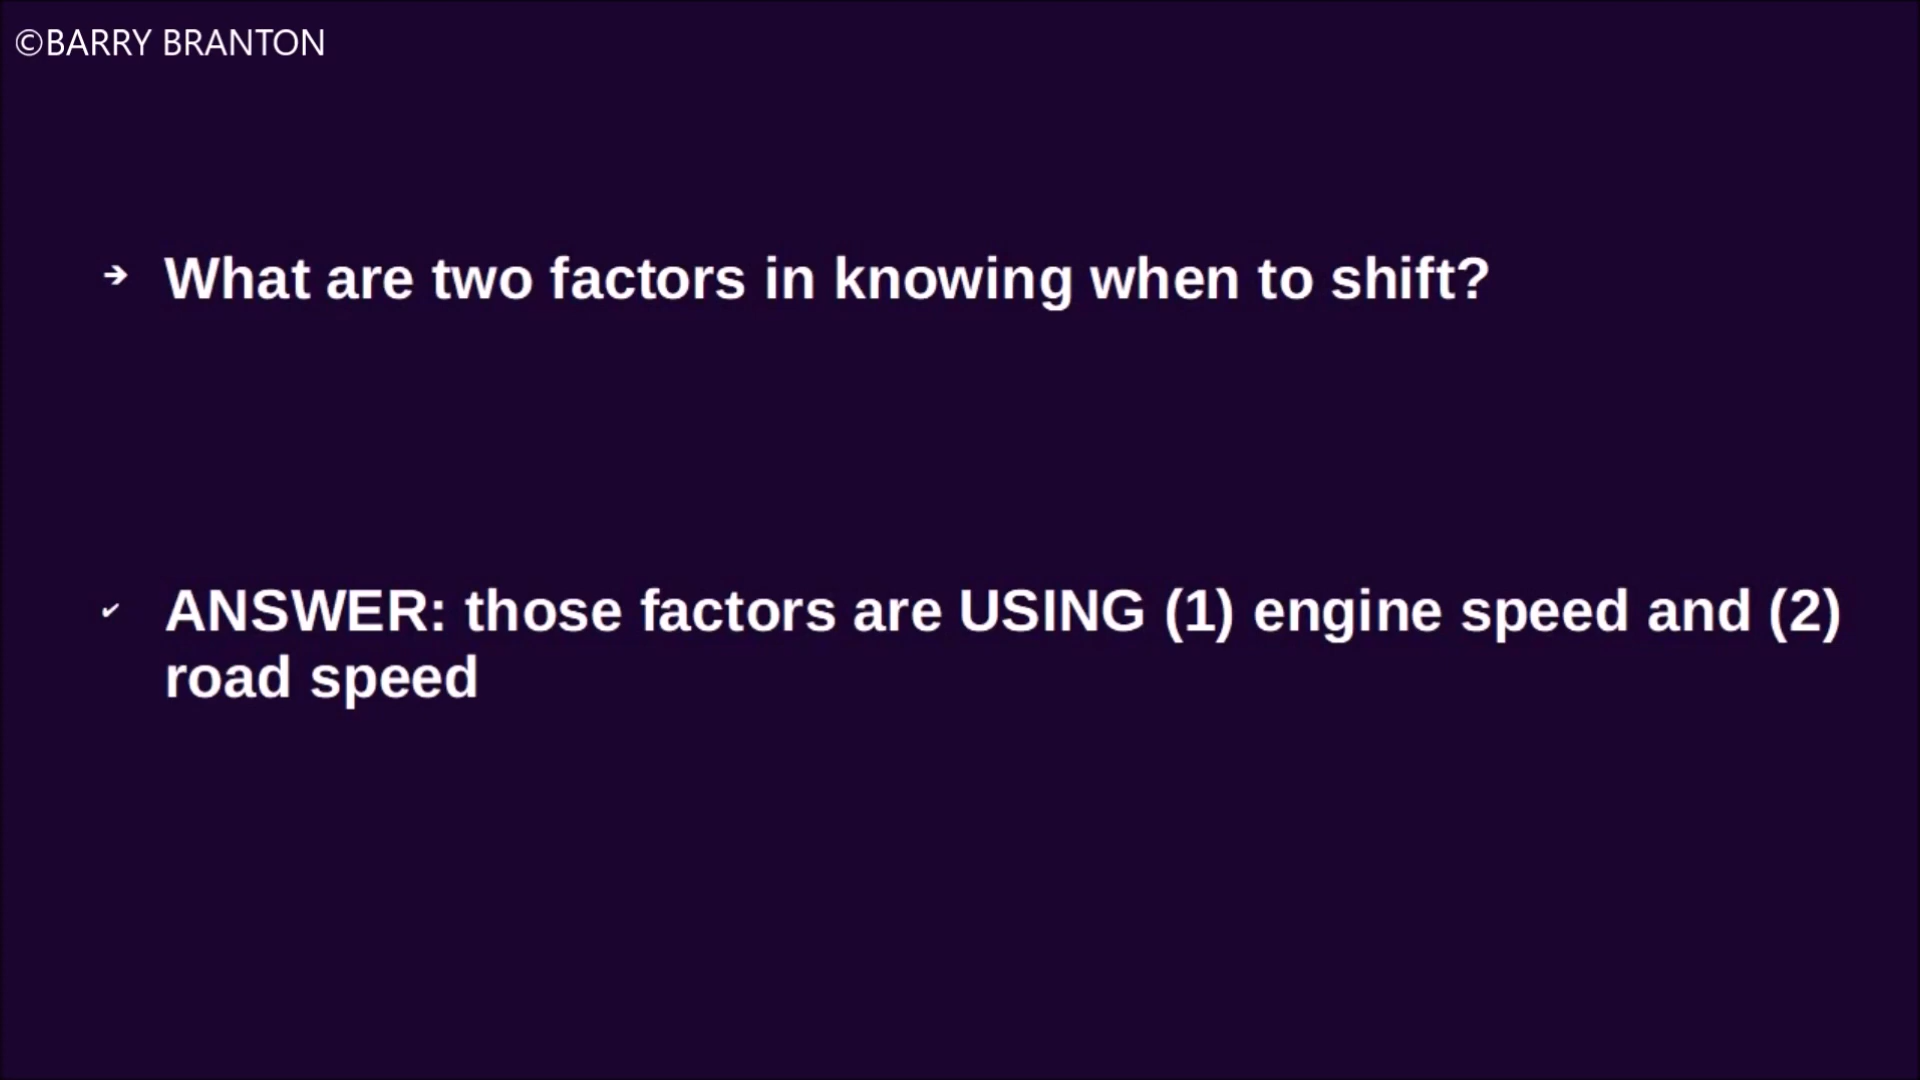 ©BARRY BRANTON
➔ What are two factors in knowing when to shift?
✔ ANSWER: those factors are USING (1) engine speed and (2)
road speed